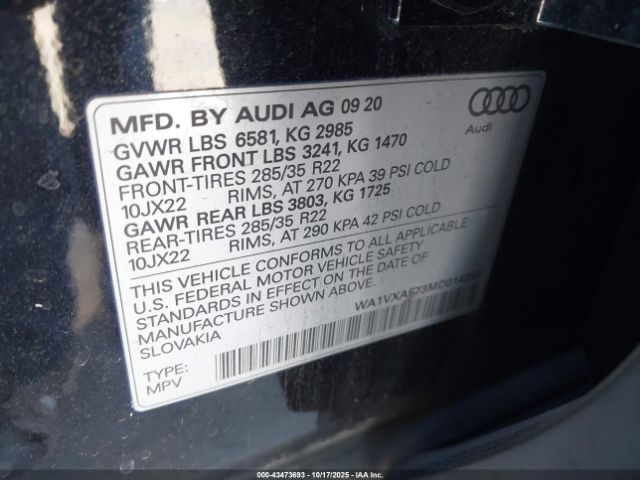 MFD. BY AUDI AG 09 20
GVWR LBS 6581, KG 2985
GAWR FRONT LBS 3241, KG 1470
FRONT-TIRES 285/35 R22
10JX22 RIMS, AT 270 KPA 39 PSI COLD
GAWR REAR LBS 3803, KG 1725
REAR-TIRES 285/35 R22
10JX22 RIMS, AT 290 KPA 42 PSI COLD
THIS VEHICLE CONFORMS TO ALL APPLICABLE
U.S. FEDERAL MOTOR VEHICLE SAFETY
STANDARDS IN EFFECT ON THE DATE OF
MANUFACTURE SHOWN ABOVE.
SLOVAKIA
TYPE:
MPV
Audi
00-43473693 | 10/17/2025 | IAA Inc.